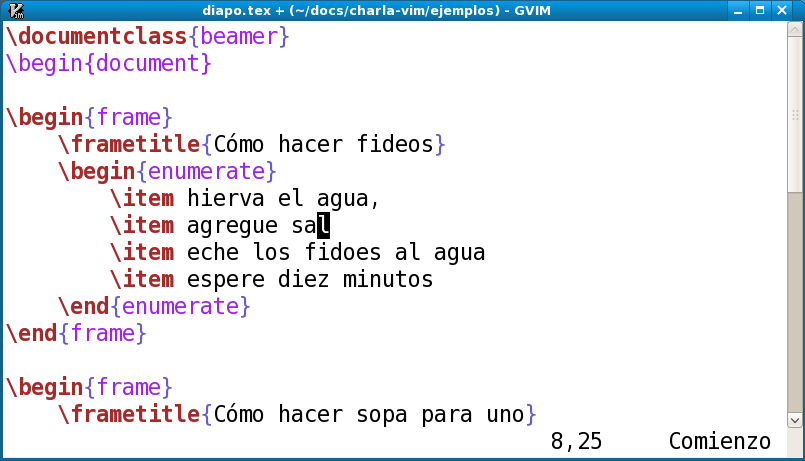 diapo.tex + (~/docs/charla-vim/ejemplos) - GVIM
\documentclass{beamer}
\begin{document}
\begin{frame}
\frametitle{Cómo hacer fideos}
\begin{enumerate}
\item hierva el agua,
\item agregue sal
\item eche los fidoes al agua
\item espere diez minutos
\end{enumerate}
\end{frame}
\begin{frame}
\frametitle{Cómo hacer sopa para uno}
8,25 Comienzo